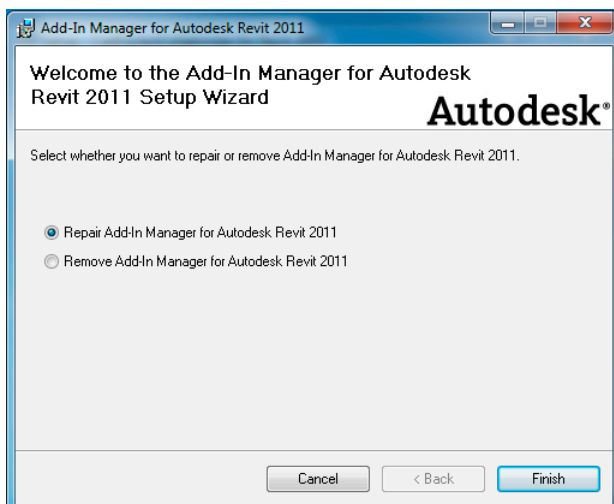 Add-In Manager for Autodesk Revit 2011
Welcome to the Add-In Manager for Autodesk
Revit 2011 Setup Wizard
Autodesk®
Select whether you want to repair or remove Add-In Manager for Autodesk Revit 2011.
Repair Add-In Manager for Autodesk Revit 2011
Remove Add-In Manager for Autodesk Revit 2011
Cancel
< Back
Finish